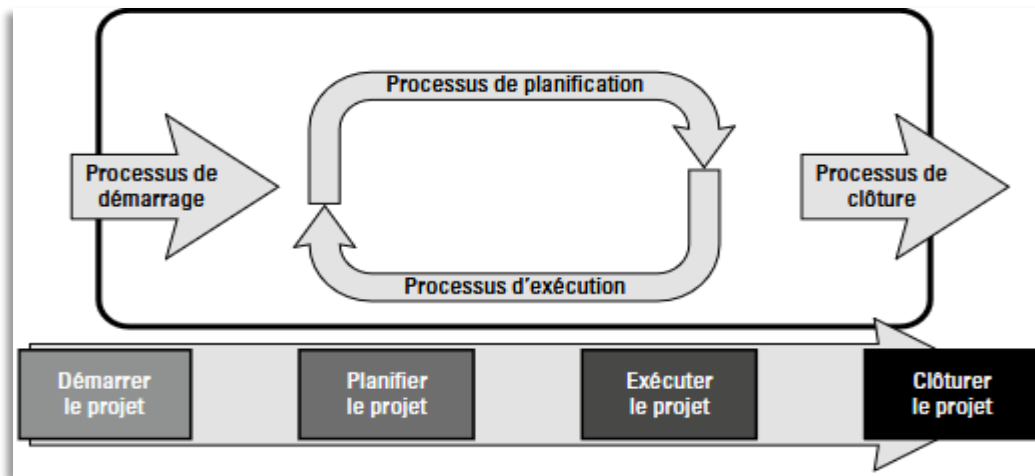 Processus de planification
Processus de
démarrage
Processus de
clôture
Processus d'exécution
Démarrer
le projet
Planifier
le projet
Exécuter
le projet
Clôturer
le projet